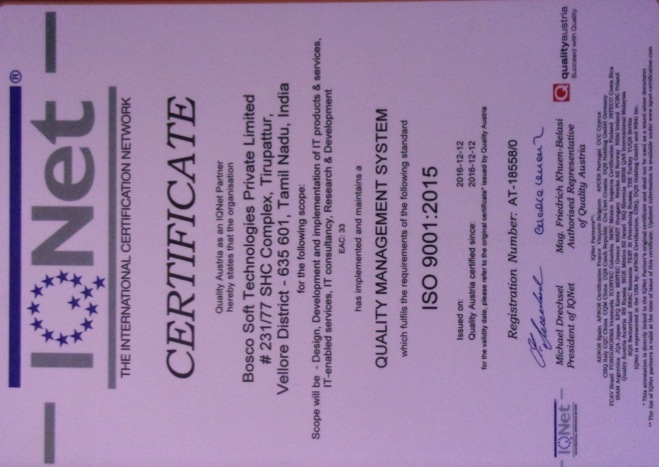 IQNet
®
THE INTERNATIONAL CERTIFICATION NETWORK
CERTIFICATE
Quality Austria as an IQNet Partner
hereby states that the organisation
Bosco Soft Technologies Private Limited
# 231/77 SHC Complex, Tirupattur,
Vellore District - 635 601, Tamil Nadu, India
for the following scope:
Scope will be - Design, Development and implementation of IT products & services,
IT-enabled services, IT consultancy, Research & Development
EAC: 33
has implemented and maintains a
QUALITY MANAGEMENT SYSTEM
which fulfils the requirements of the following standard
ISO 9001:2015
Issued on: 2016-12-12
Quality Austria certified since: 2016-12-12
for the validity date, please refer to the original certificate* issued by Quality Austria
Registration Number: AT-18558/0
Michael Drechsel
President of IQNet
Mag. Friedrich Khuen-Belasi
Authorised Representative
of Quality Austria
IQNet
qualityaustria
Succeed with Quality
IQNet Partners**: